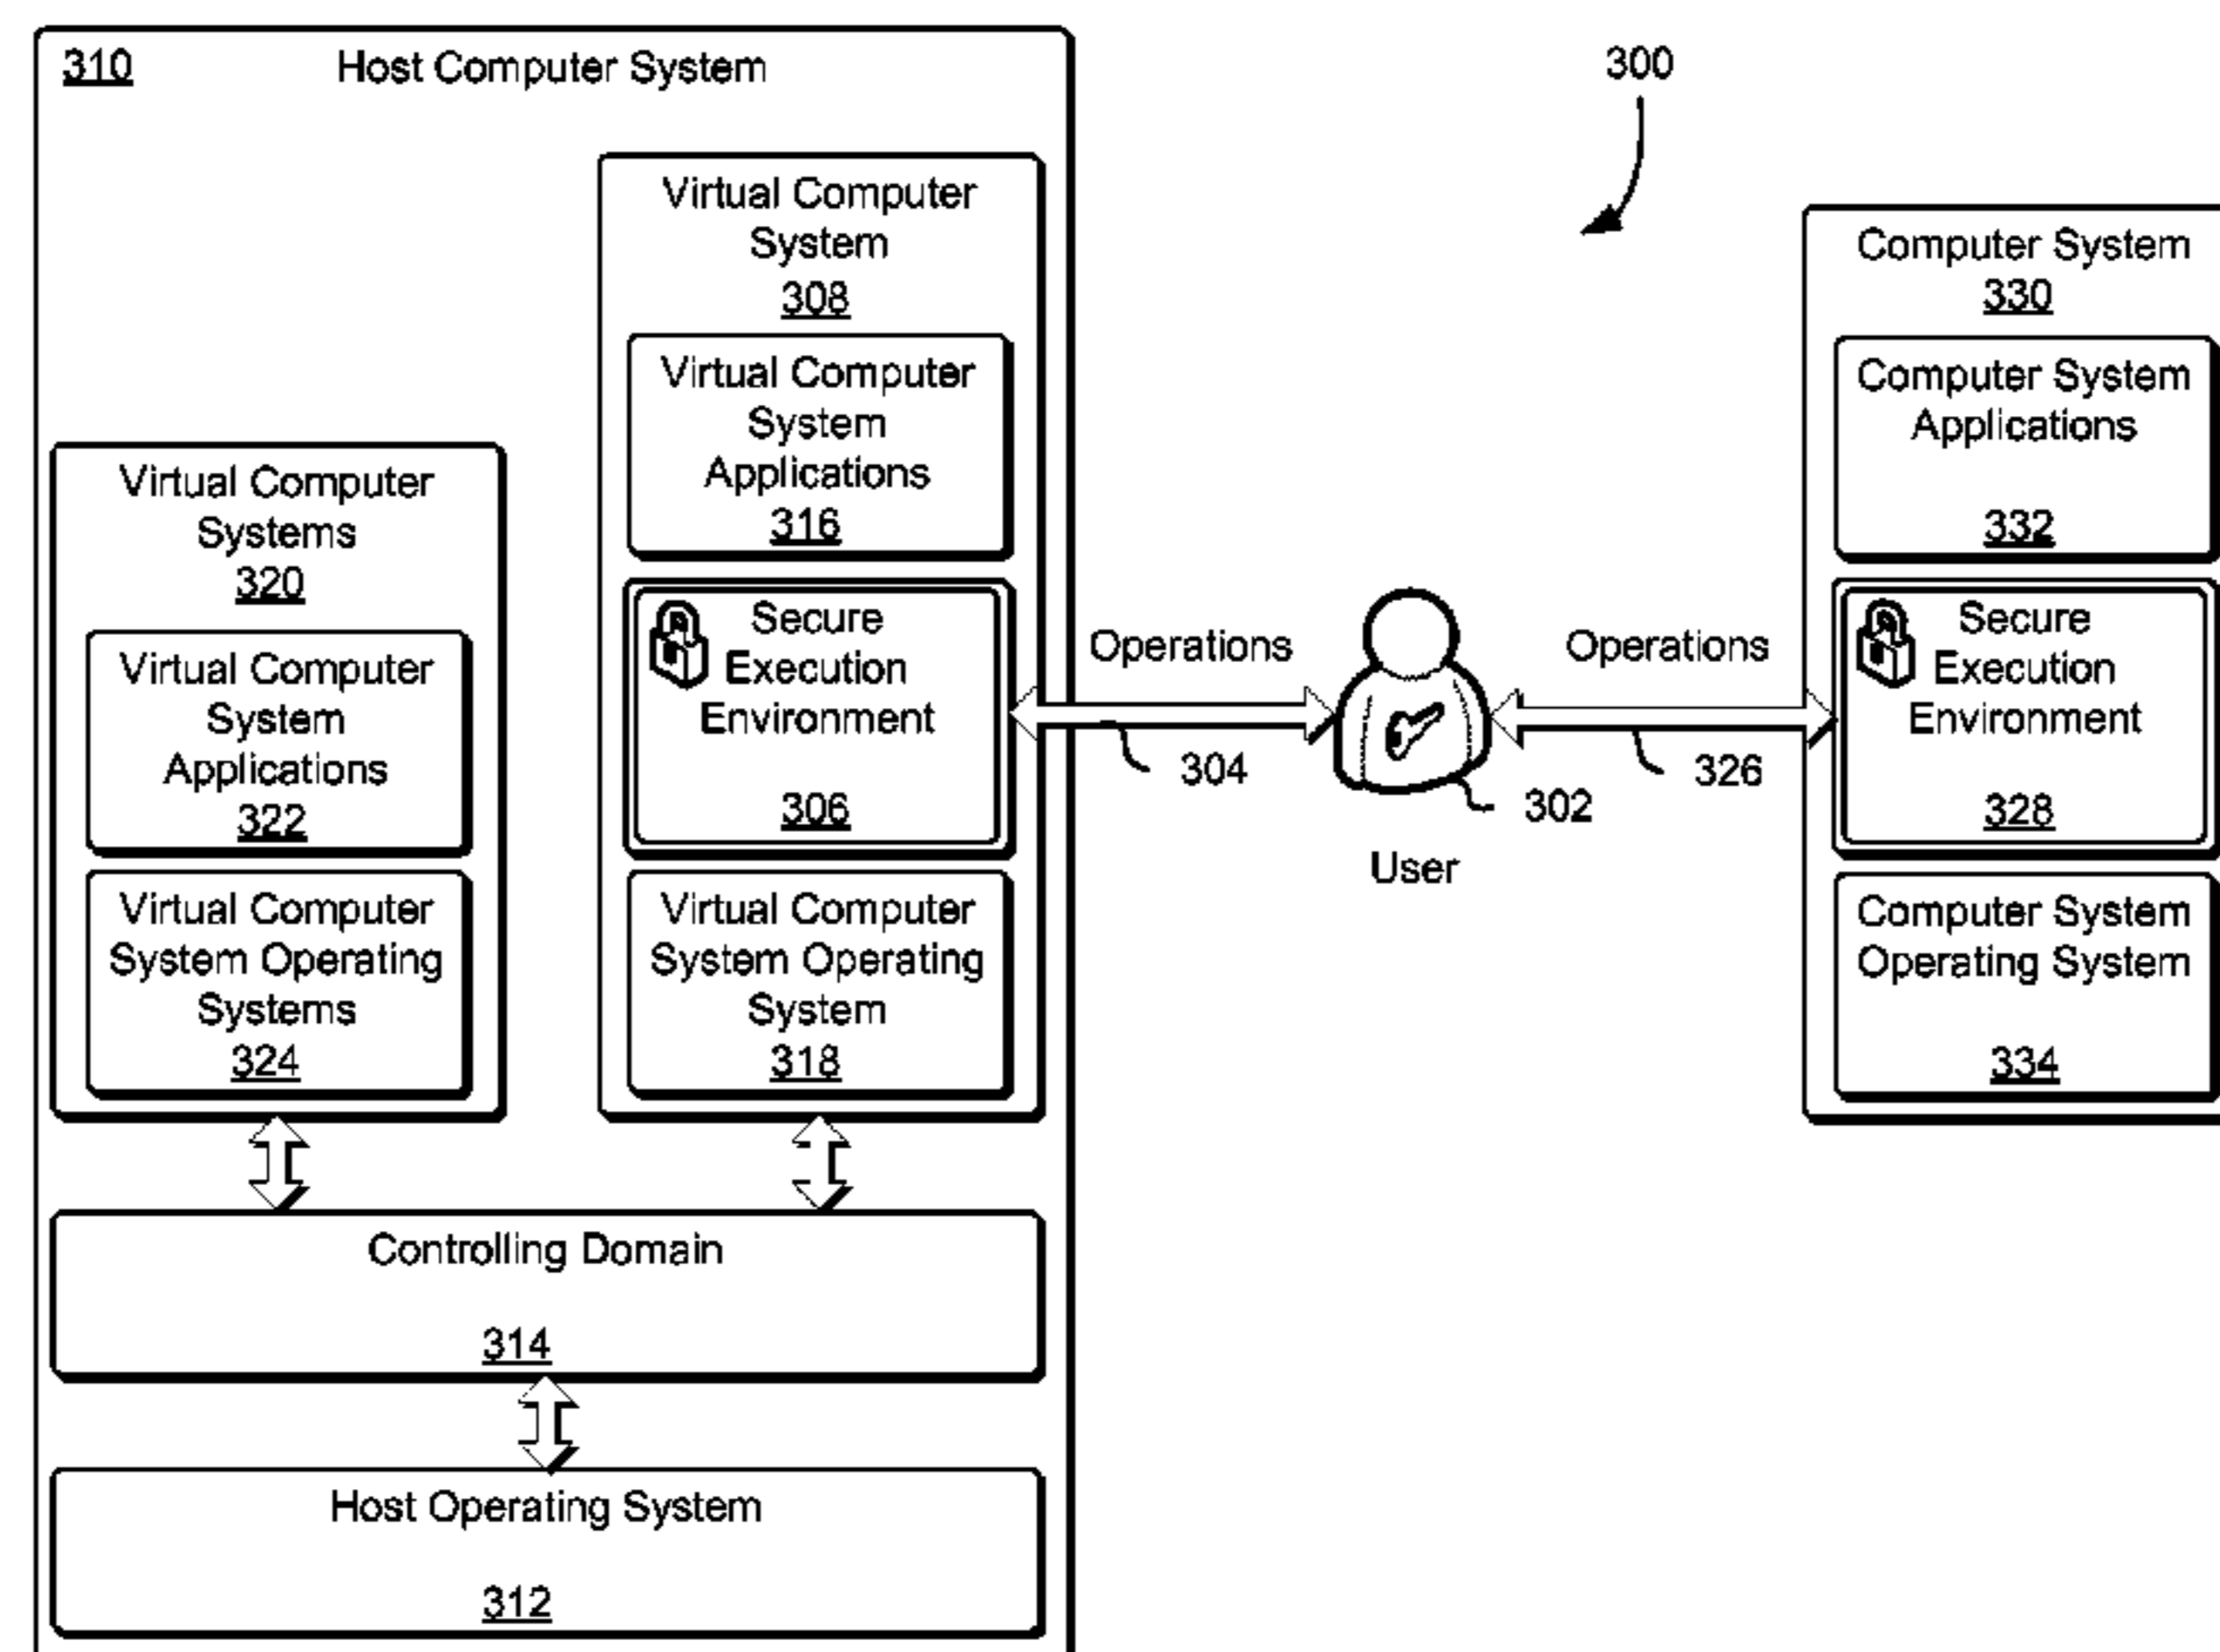 310
Host Computer System
300
Virtual Computer
System
308
Virtual Computer
System
Applications
316
Secure
Execution
Environment
306
Virtual Computer
System Operating
System
318
Virtual Computer
Systems
320
Virtual Computer
System
Applications
322
Virtual Computer
System Operating
Systems
324
Controlling Domain
314
Host Operating System
312
Operations
304
302
User
Operations
326
Computer System
330
Computer System
Applications
332
Secure
Execution
Environment
328
Computer System
Operating System
334